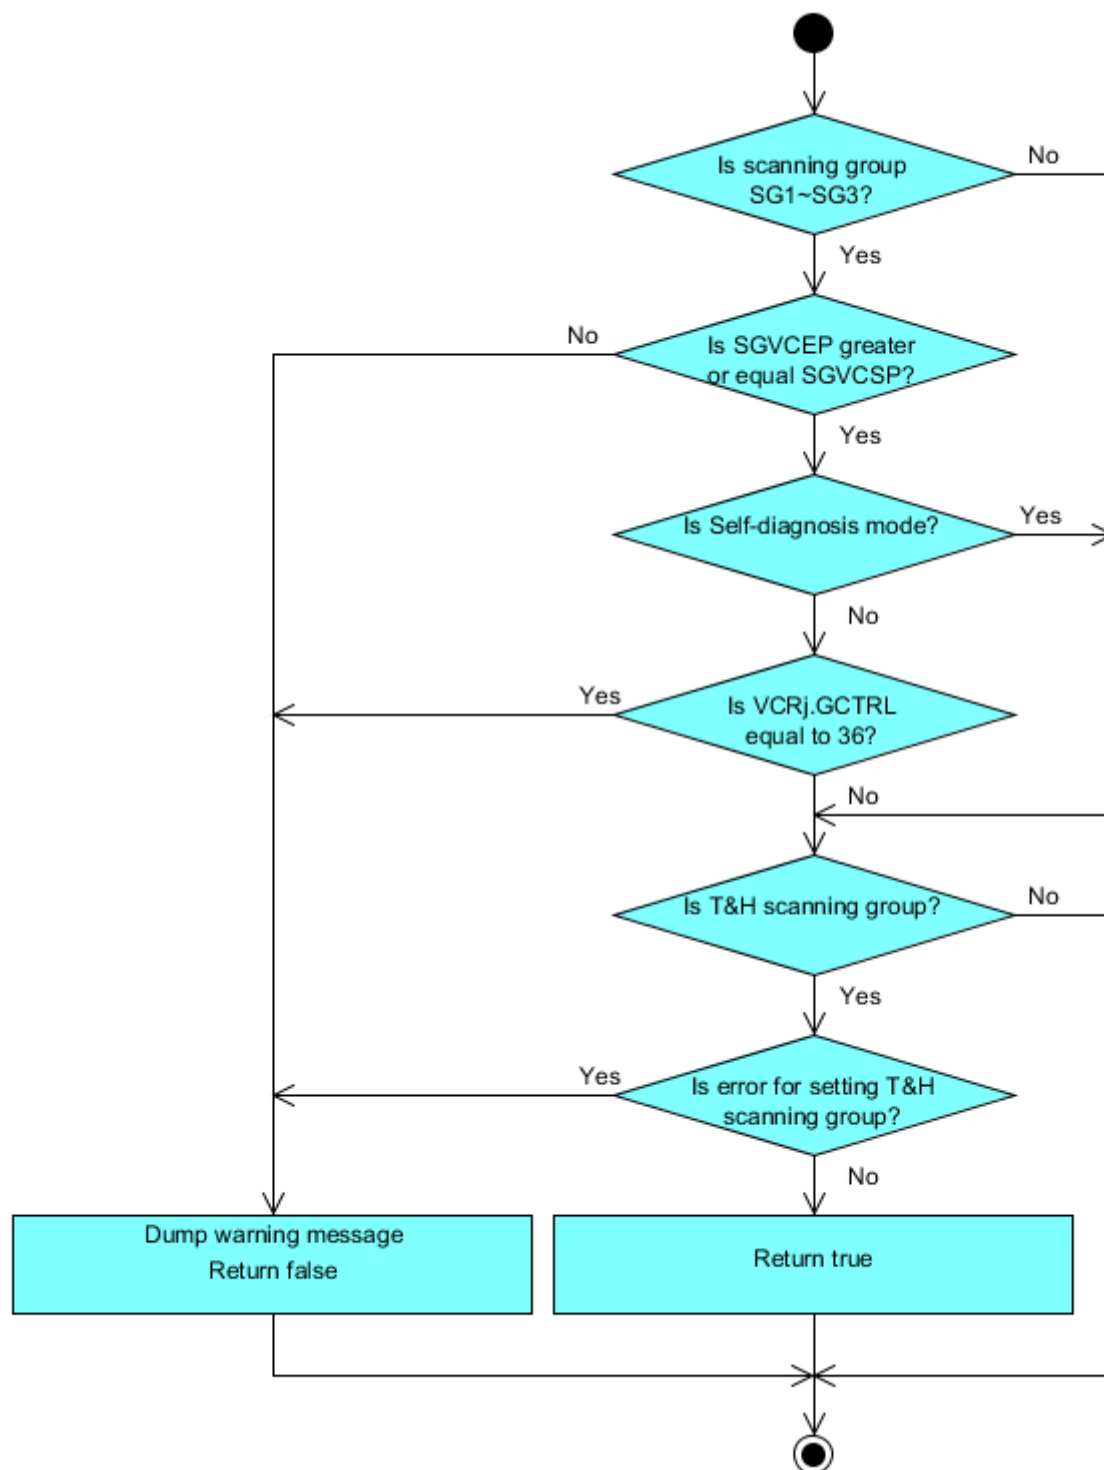 Is scanning group
SG1~SG3?
No
Yes
No
Is SGVCEP greater
or equal SGVCSP?
Yes
Is Self-diagnosis mode?
Yes
No
Yes
Is VCRj.GCTRL
equal to 36?
No
Is T&H scanning group?
No
Yes
Yes
Is error for setting T&H
scanning group?
No
Dump warning message
Return false
Return true